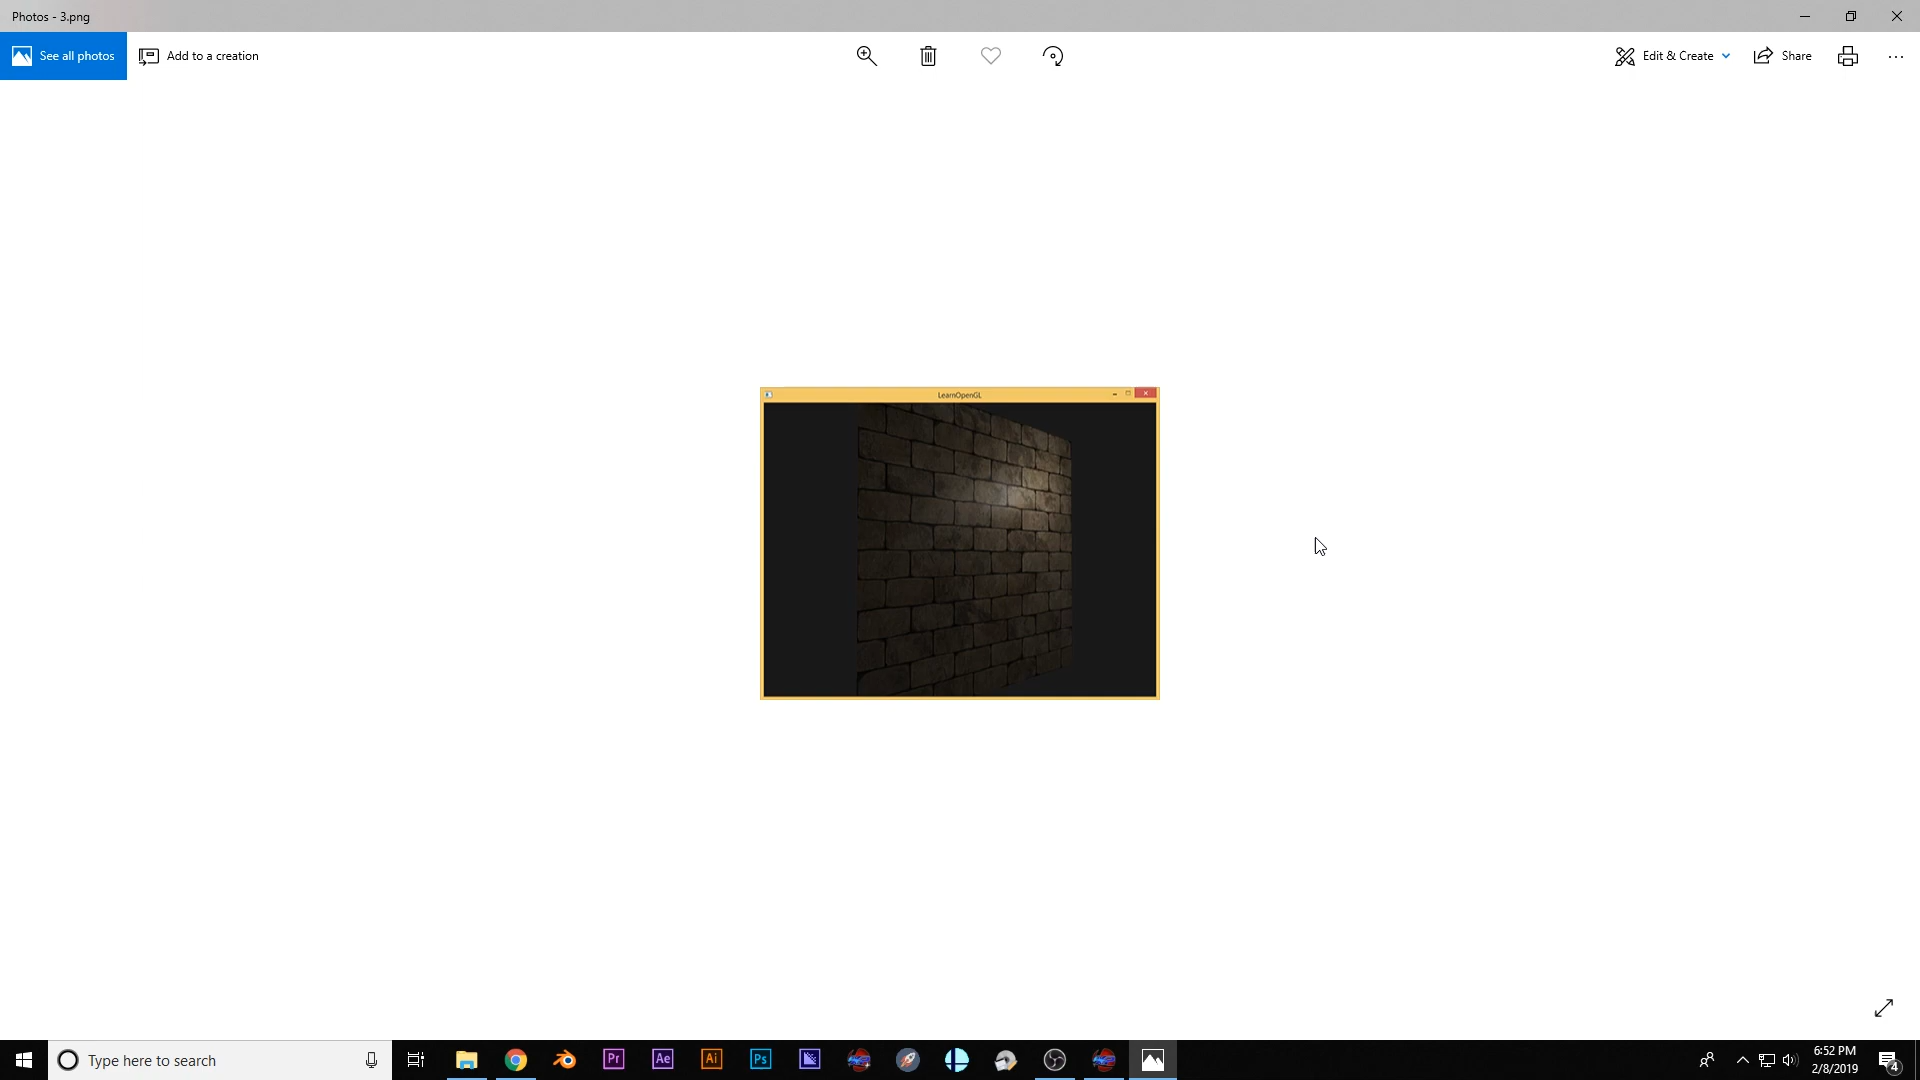 Photos - 3.png
See all photos
Add to a creation
Edit & Create
Share
LearnOpenGL
Type here to search
Pr
Ae
Ai
Ps
6:52 PM
2/8/2019
4